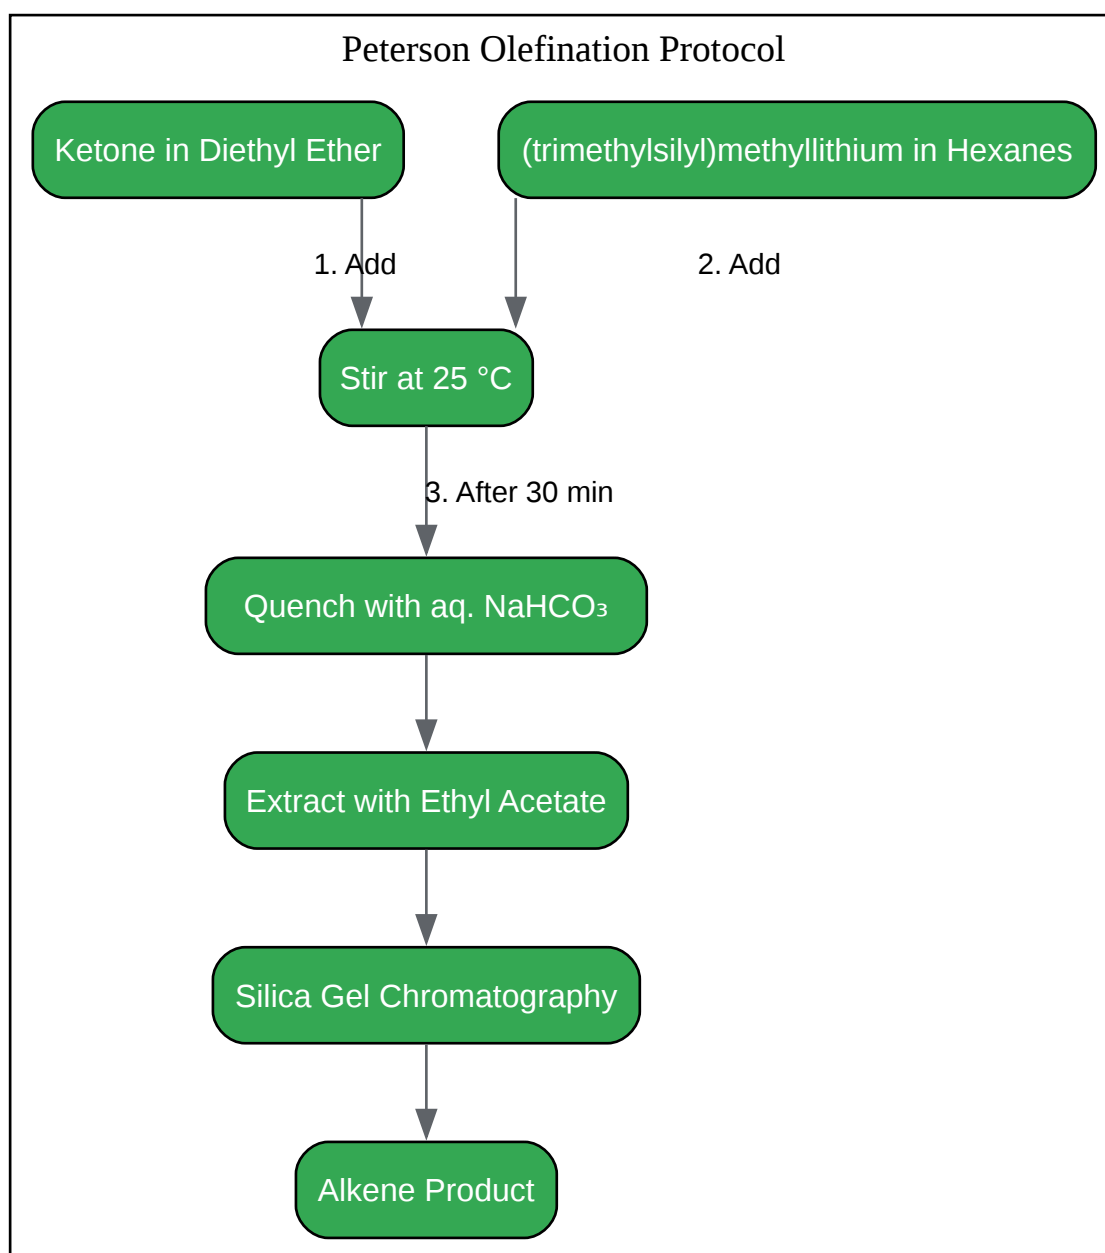 Peterson Olefination Protocol
Ketone in Diethyl Ether
(trimethylsilyl)methyllithium in Hexanes
1. Add
2. Add
Stir at 25 °C
3. After 30 min
Quench with aq. NaHCO₃
Extract with Ethyl Acetate
Silica Gel Chromatography
Alkene Product